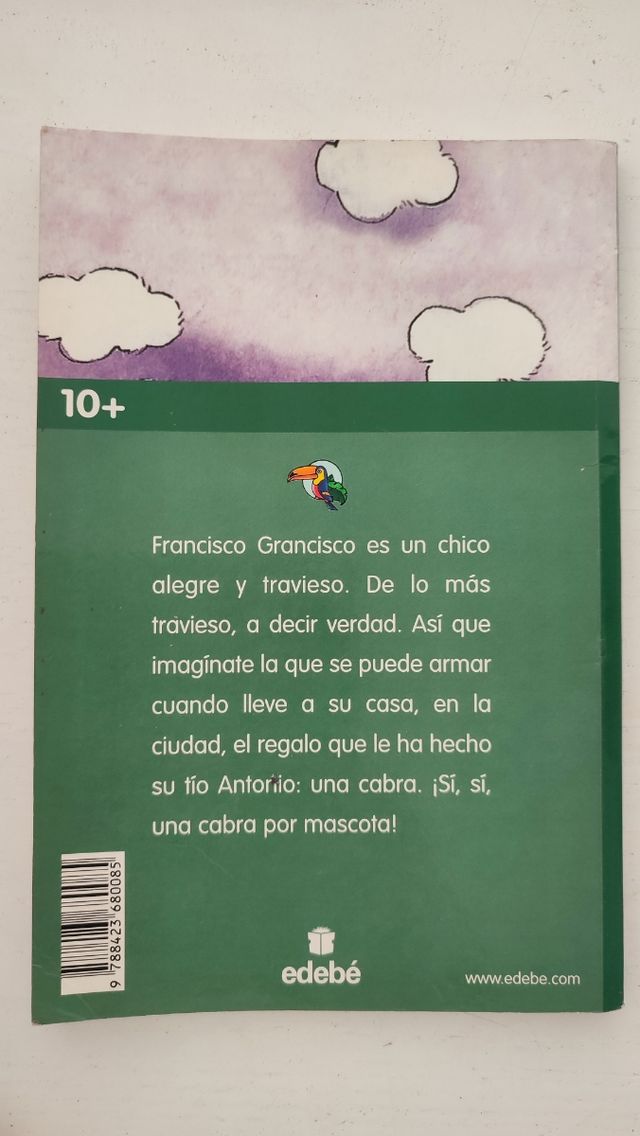 10+
Francisco Grancisco es un chico
alegre y travieso. De lo más
travieso, a decir verdad. Así que
imagínate la que se puede armar
cuando lleve a su casa, en la
ciudad, el regalo que le ha hecho
su tío Antonio: una cabra. ¡Sí, sí,
una cabra por mascota!
9 788423 680085
edebé
www.edebe.com